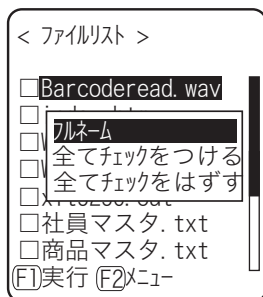 < ﾌｧｲﾙﾘｽﾄ >
□Barcoderead. wav
□
ﾌﾙﾈｰﾑ
全てﾁｪｯｸをつける
全てﾁｪｯｸをはずす
□社員マスタ. txt
□商品マスタ. txt
F1実行 F2ﾒﾆｭｰ